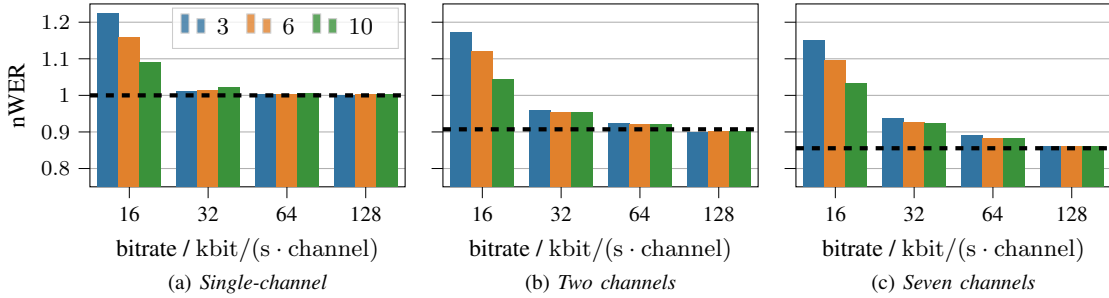 nWER
1.2
1.1
1
0.9
0.8
3 6 10
16 32 64 128
bitrate / kbit/(s · channel)
(a) Single-channel
16 32 64 128
bitrate / kbit/(s · channel)
(b) Two channels
16 32 64 128
bitrate / kbit/(s · channel)
(c) Seven channels